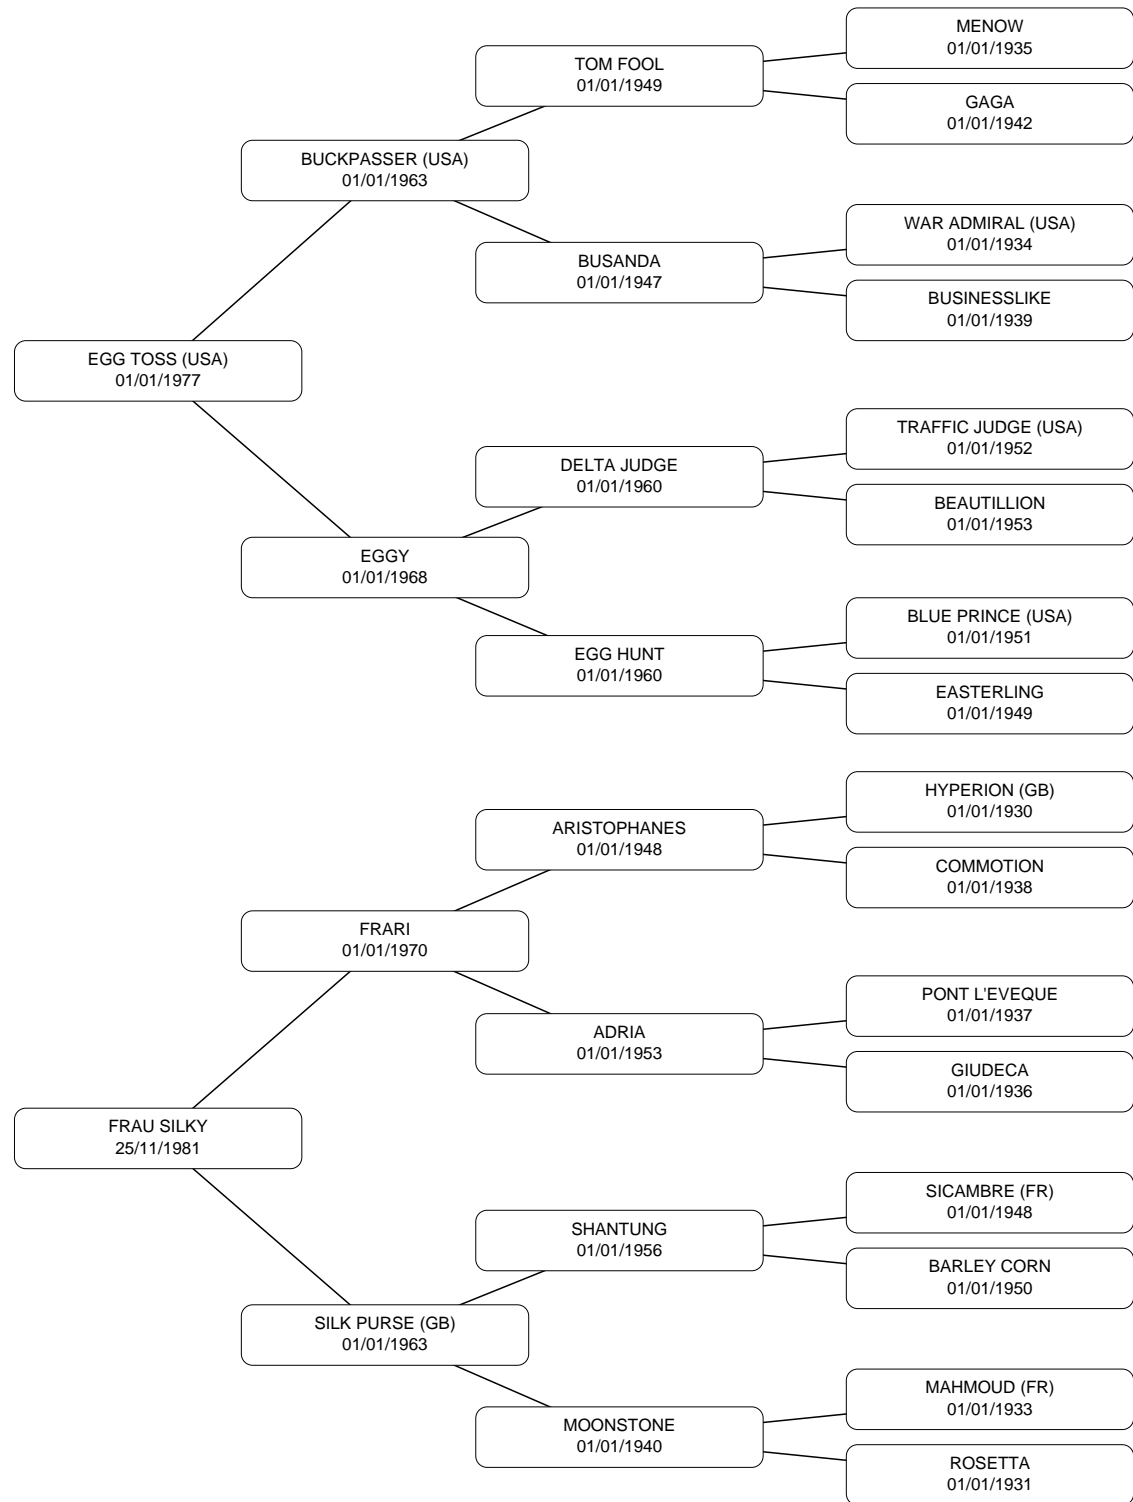 MENOW
01/01/1935
TOM FOOL
01/01/1949
GAGA
01/01/1942
BUCKPASSER (USA)
01/01/1963
WAR ADMIRAL (USA)
01/01/1934
BUSANDA
01/01/1947
BUSINESSLIKE
01/01/1939
EGG TOSS (USA)
01/01/1977
TRAFFIC JUDGE (USA)
01/01/1952
DELTA JUDGE
01/01/1960
BEAUTILLION
01/01/1953
EGGY
01/01/1968
BLUE PRINCE (USA)
01/01/1951
EGG HUNT
01/01/1960
EASTERLING
01/01/1949
HYPERION (GB)
01/01/1930
ARISTOPHANES
01/01/1948
COMMOTION
01/01/1938
FRARI
01/01/1970
PONT L'EVEQUE
01/01/1937
ADRIA
01/01/1953
GIUDECA
01/01/1936
FRAU SILKY
25/11/1981
SICAMBRE (FR)
01/01/1948
SHANTUNG
01/01/1956
BARLEY CORN
01/01/1950
SILK PURSE (GB)
01/01/1963
MAHMOUD (FR)
01/01/1933
MOONSTONE
01/01/1940
ROSETTA
01/01/1931